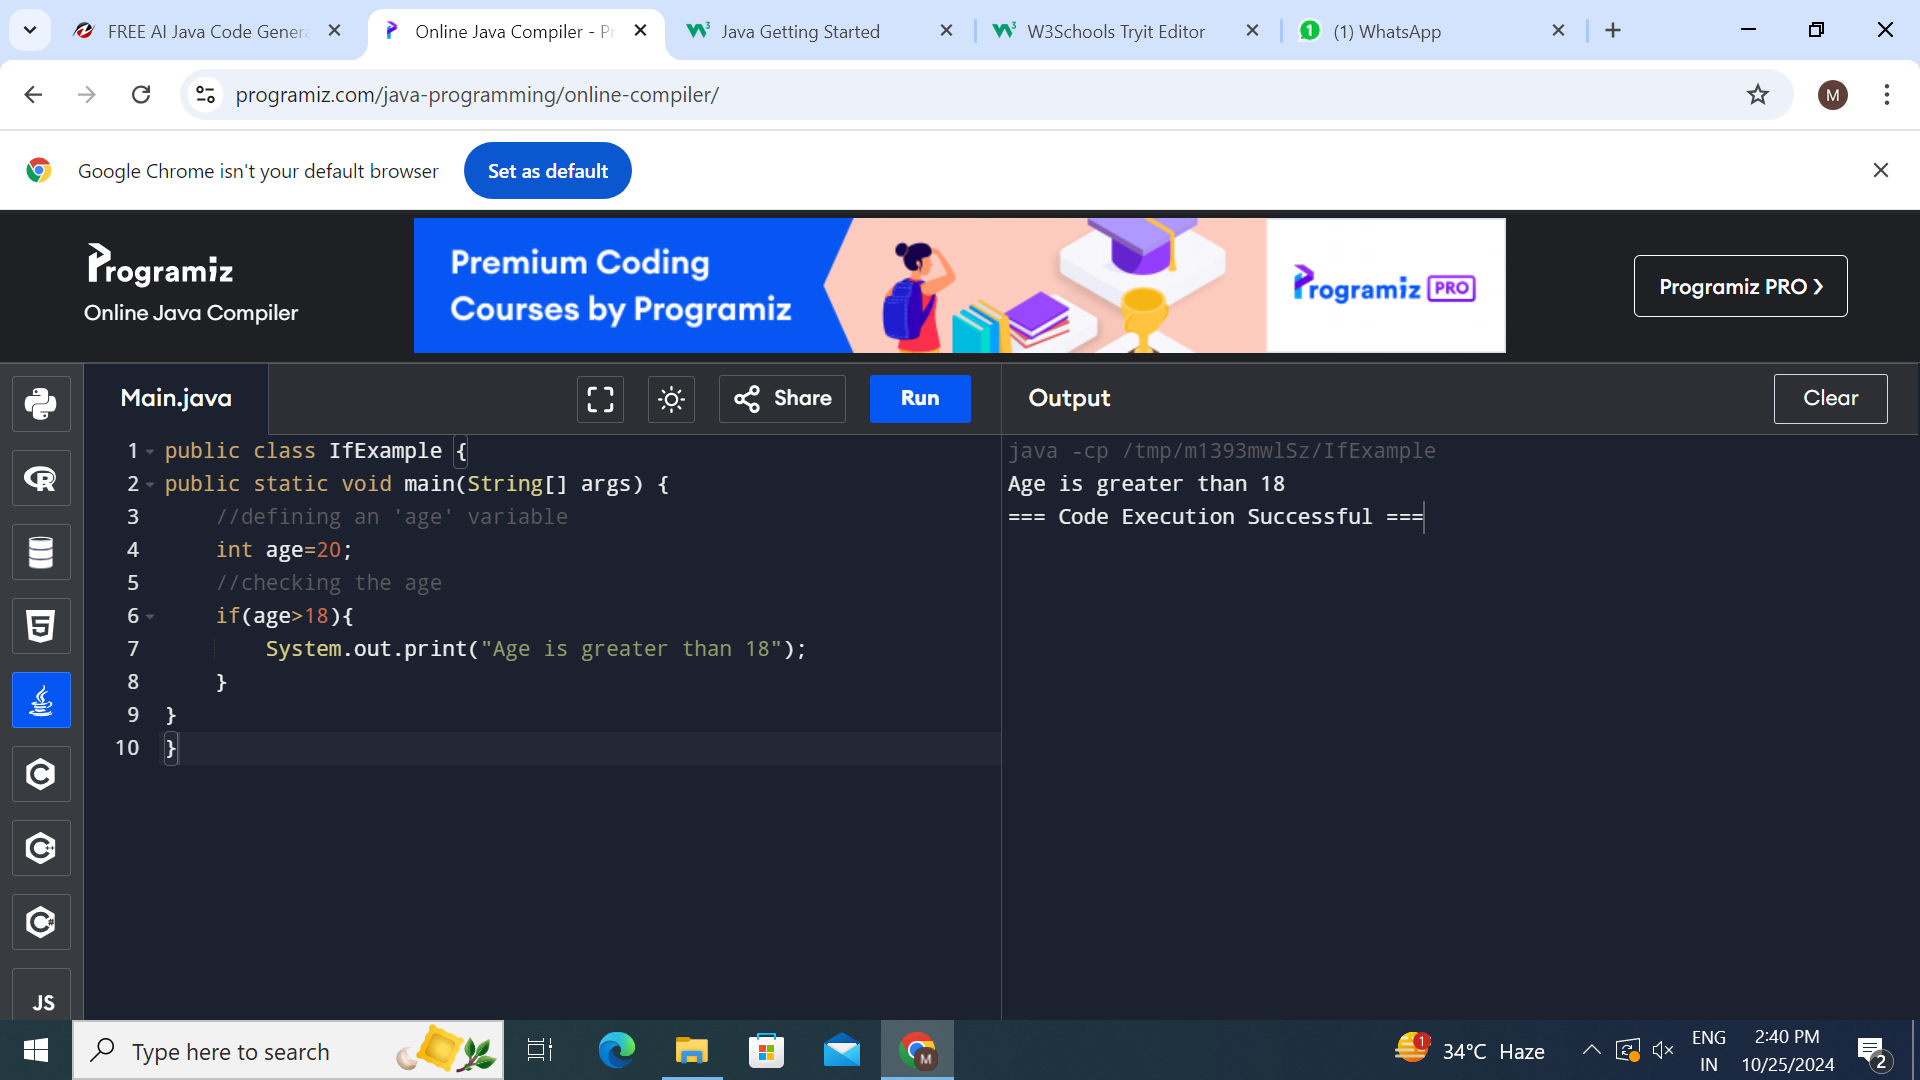 FREE AI Java Code Genera
Online Java Compiler - Pr
Java Getting Started
W3Schools Tryit Editor
1 (1) WhatsApp
programiz.com/java-programming/online-compiler/
M
Google Chrome isn't your default browser
Set as default
Programiz
Online Java Compiler
Premium Coding
Courses by Programiz
Programiz PRO
Programiz PRO ❯
Main.java
Share
Run
Output
Clear
1 public class IfExample {
2 public static void main(String[] args) {
3 //defining an 'age' variable
4 int age=20;
5 //checking the age
6 if(age>18){
7 System.out.print("Age is greater than 18");
8 }
9 }
10 }
java -cp /tmp/m1393mwlSz/IfExample
Age is greater than 18
=== Code Execution Successful ===
R
5
C
C++
C#
JS
Type here to search
M
1
34°C Haze
ENG
IN
2:40 PM
10/25/2024
2